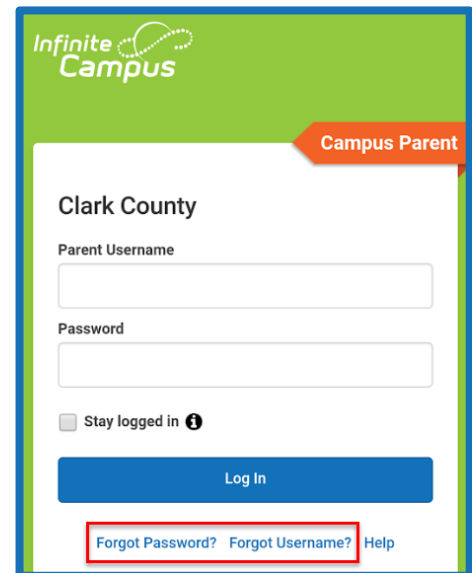 Infinite
Campus
Campus Parent
Clark County
Parent Username
Password
Stay logged in
Log In
Forgot Password? Forgot Username? Help